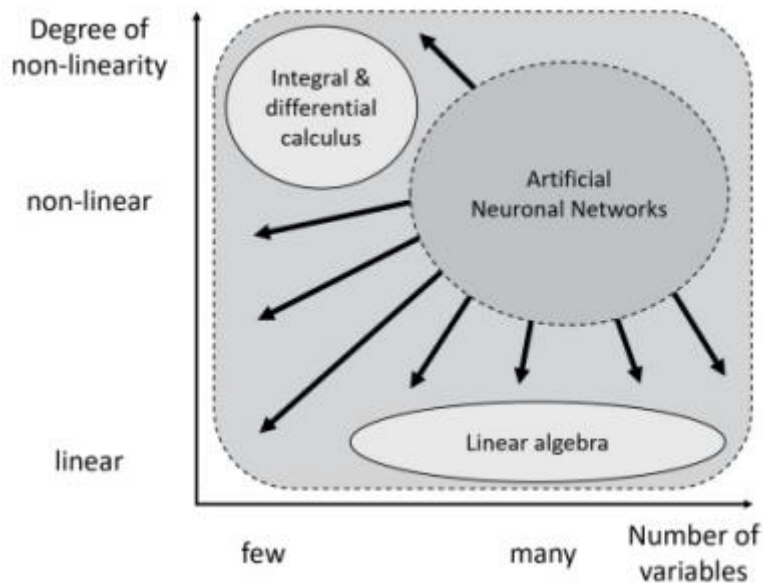 Degree of
non-linearity
Integral &
differential
calculus
Artificial
Neuronal Networks
non-linear
Linear algebra
linear
few
many
Number of
variables